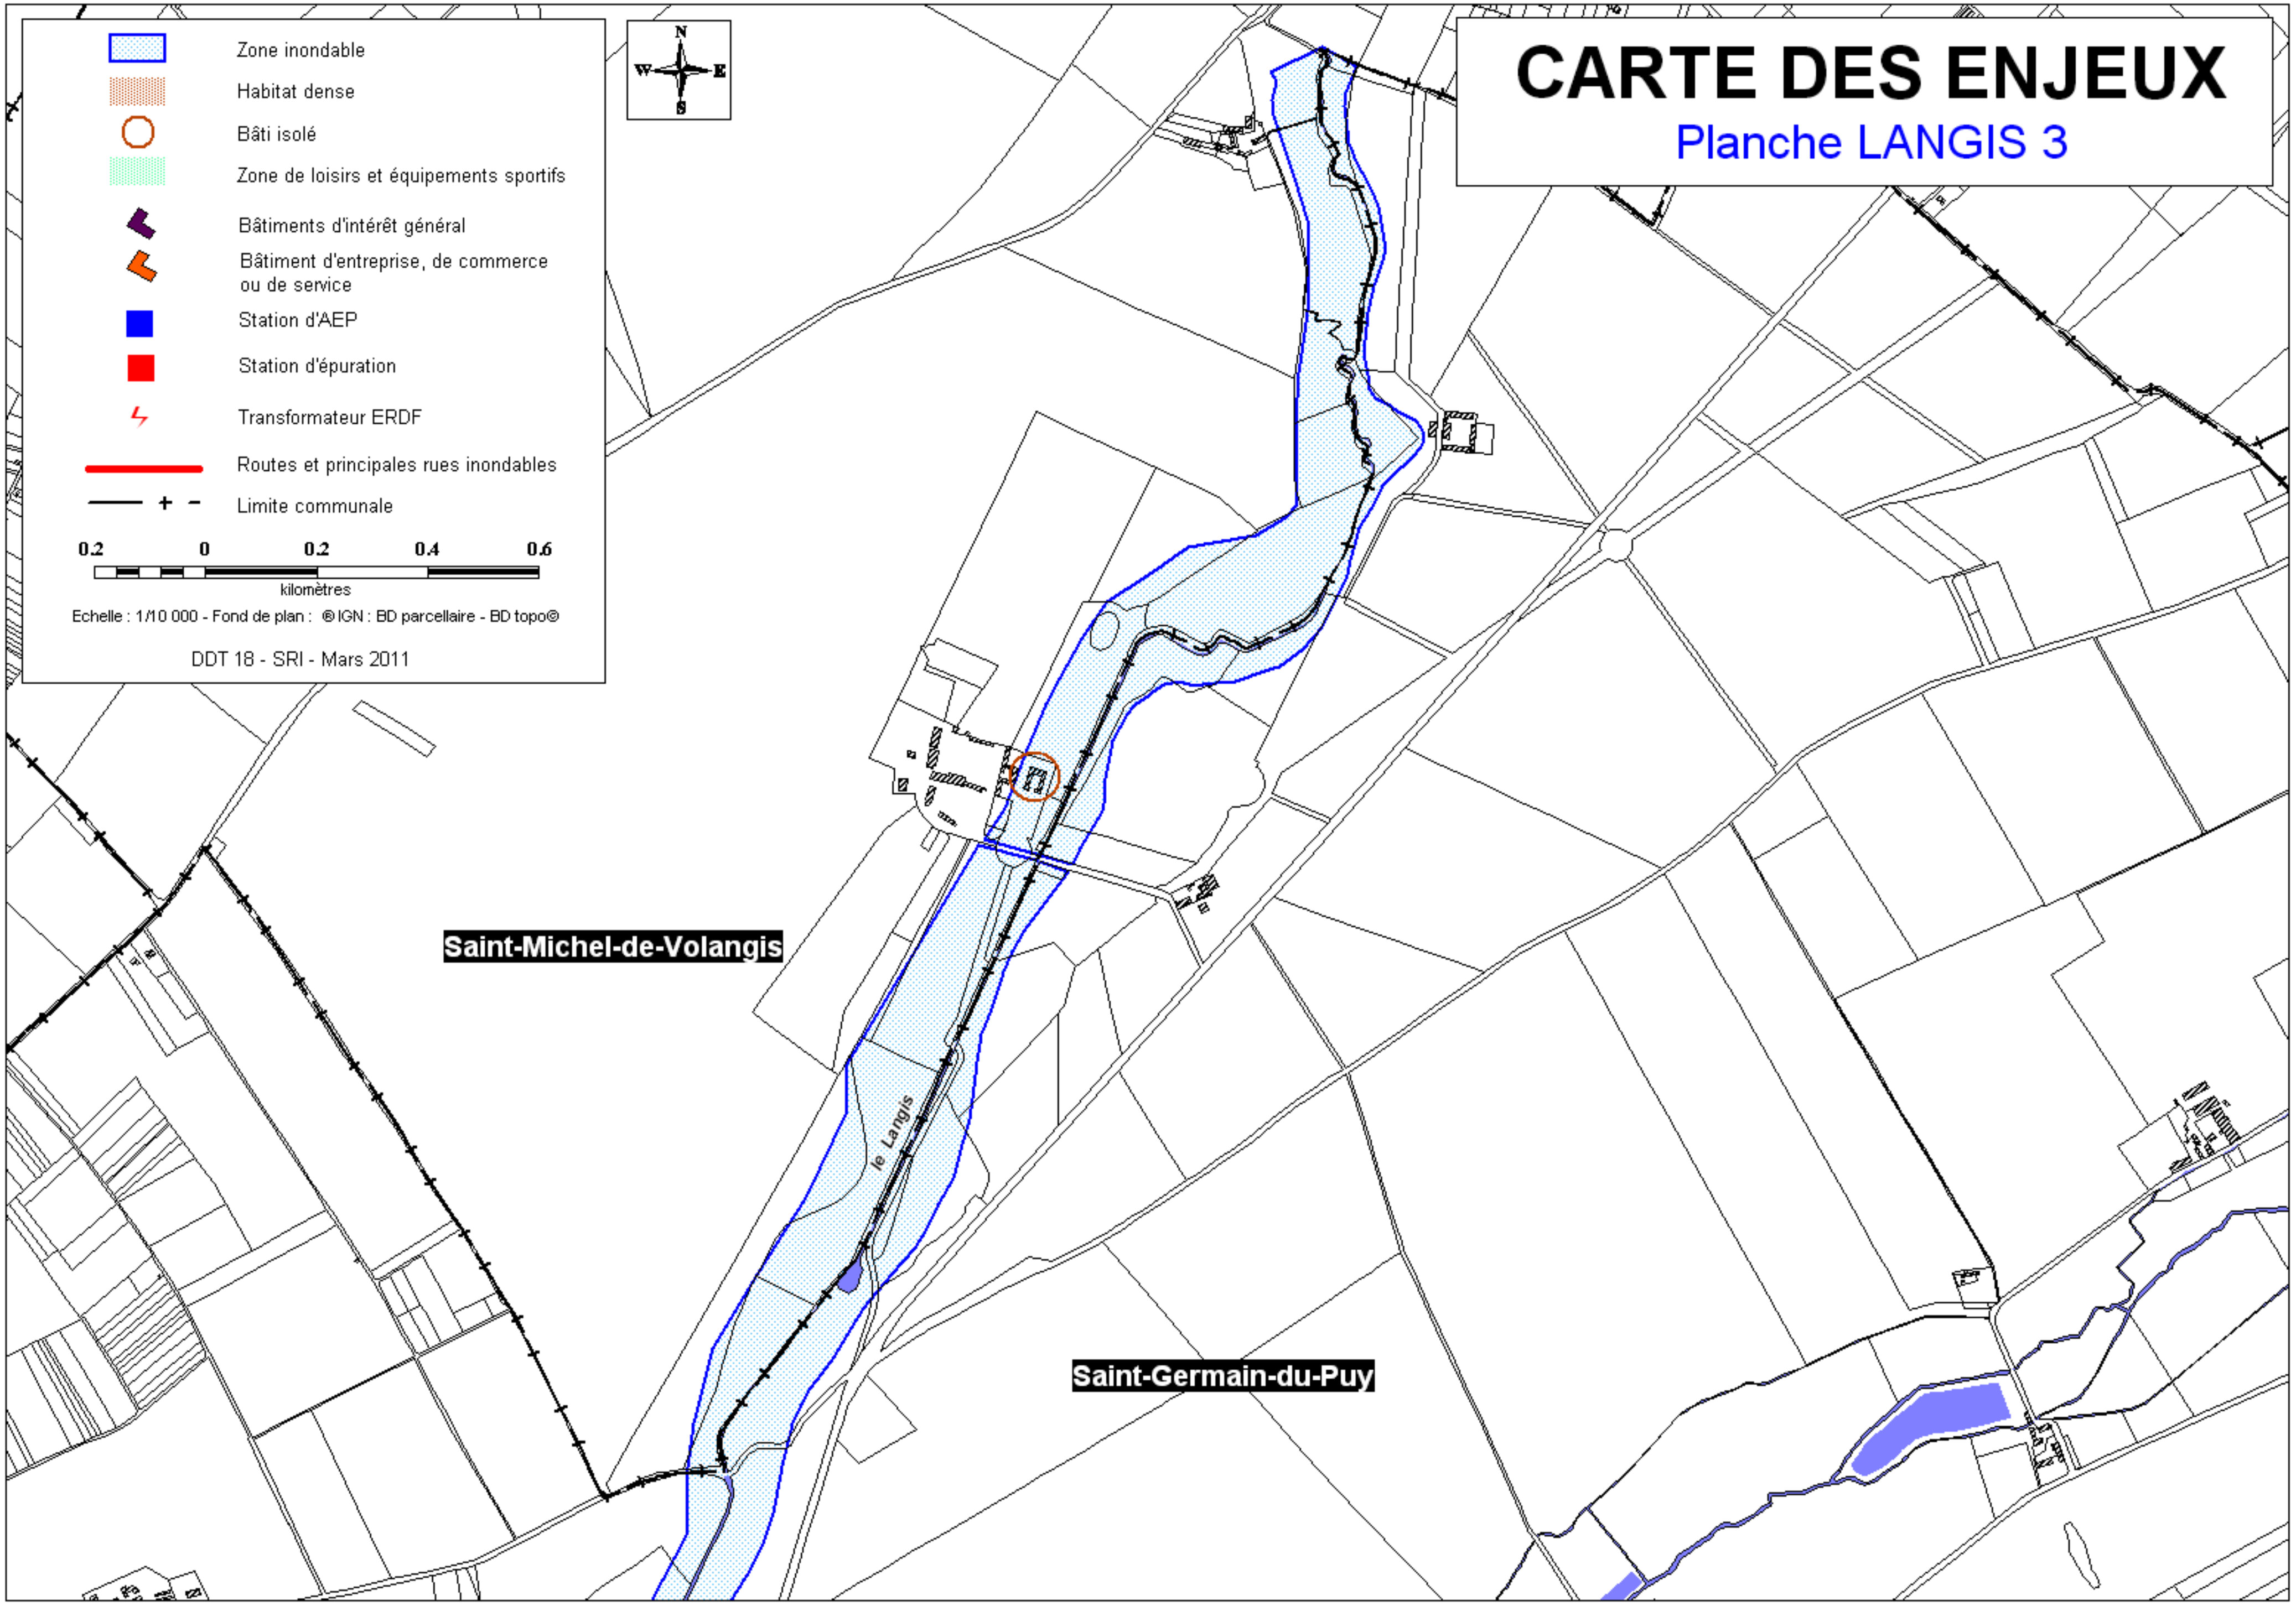 Zone inondable
Habitat dense
Bâti isolé
Zone de loisirs et équipements sportifs
Bâtiments d'intérêt général
Bâtiment d'entreprise, de commerce
ou de service
Station d'AEP
Station d'épuration
Transformateur ERDF
Routes et principales rues inondables
Limite communale
0.2 0 0.2 0.4 0.6
kilomètres
Echelle : 1/10 000 - Fond de plan : ®IGN : BD parcellaire - BD topo©
DDT 18 - SRI - Mars 2011
N
W E
S
CARTE DES ENJEUX
Planche LANGIS 3
Saint-Michel-de-Volangis
le Langis
Saint-Germain-du-Puy